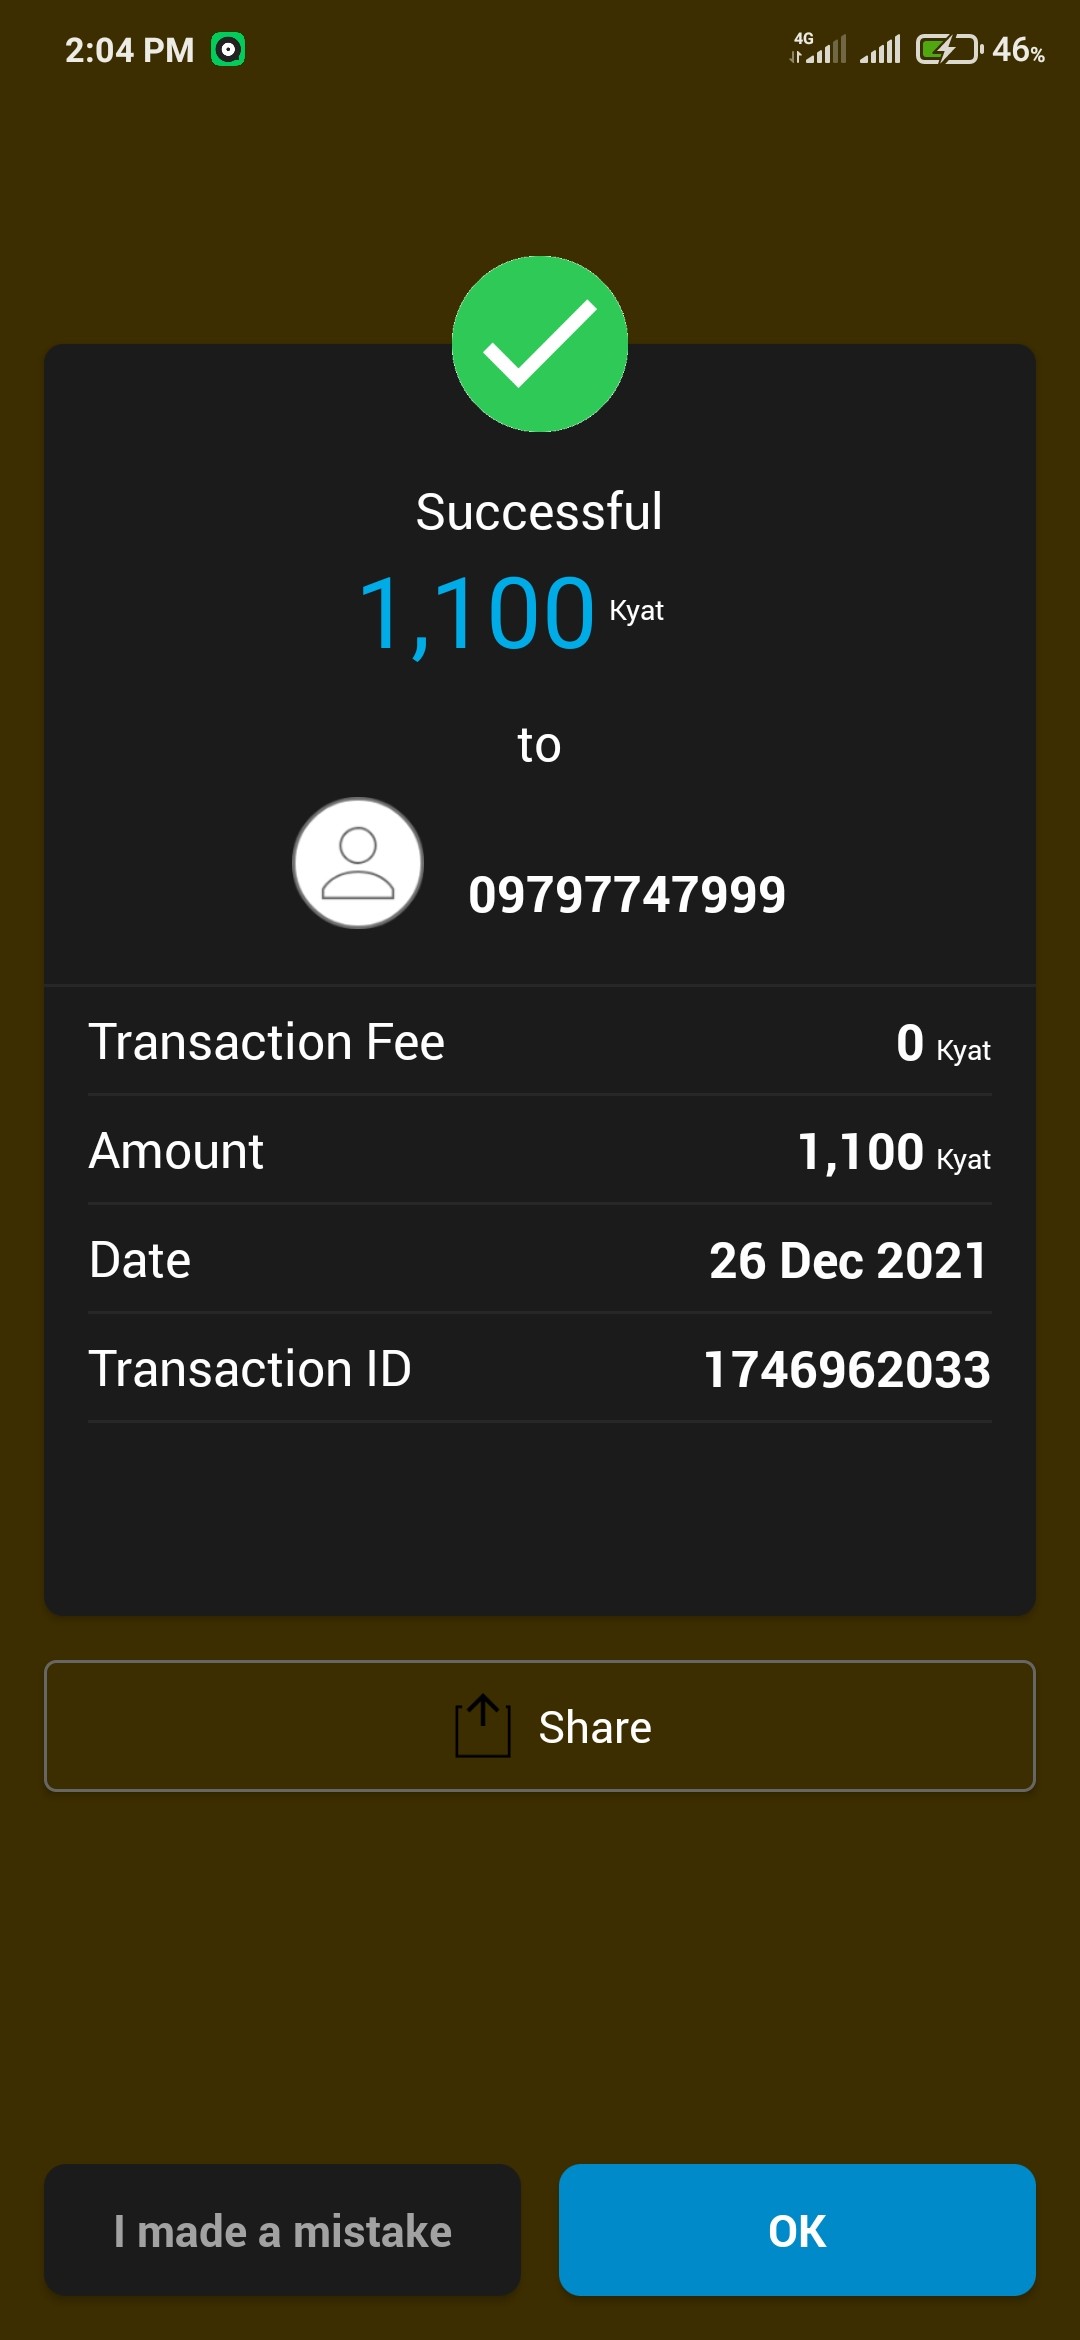 2:04 PM 4G 46%
Successful
1,100 Kyat
to
09797747999
Transaction Fee 0 Kyat
Amount 1,100 Kyat
Date 26 Dec 2021
Transaction ID 1746962033
Share
I made a mistake OK